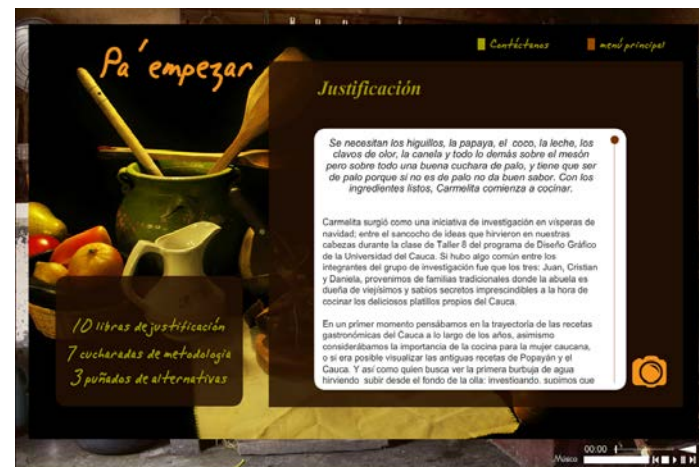 Contáctanos
menú principal
Pa´empezar
Justificación
Se necesitan los higuillos, la papaya, el coco, la leche, los
clavos de olor, la canela y todo lo demás sobre el mesón
pero sobre todo una buena cuchara de palo, y tiene que ser
de palo porque si no es de palo no da buen sabor. Con los
ingredientes listos, Carmelita comienza a cocinar.
Carmelita surgió como una iniciativa de investigación en vísperas de
navidad; entre el sancocho de ideas que hirvieron en nuestras
cabezas durante la clase de Taller 8 del programa de Diseño Gráfico
de la Universidad del Cauca. Si hubo algo común entre los
integrantes del grupo de investigación fue que los tres: Juan, Cristian
y Daniela, provenimos de familias tradicionales donde la abuela es
dueña de viejísimos y sabios secretos imprescindibles a la hora de
cocinar los deliciosos platillos propios del Cauca.
En un primer momento pensábamos en la trayectoria de las recetas
gastronómicas del Cauca a lo largo de los años, asimismo
considerábamos la importancia de la cocina para la mujer caucana,
o si era posible visualizar las antiguas recetas de Popayán y el
Cauca. Y así como quien busca ver la primera burbuja de agua
hirviendo subir desde el fondo de la olla: investigando, supimos que
10 libras de justificación
7 cucharadas de metodología
3 puñados de alternativas
Música
00:00